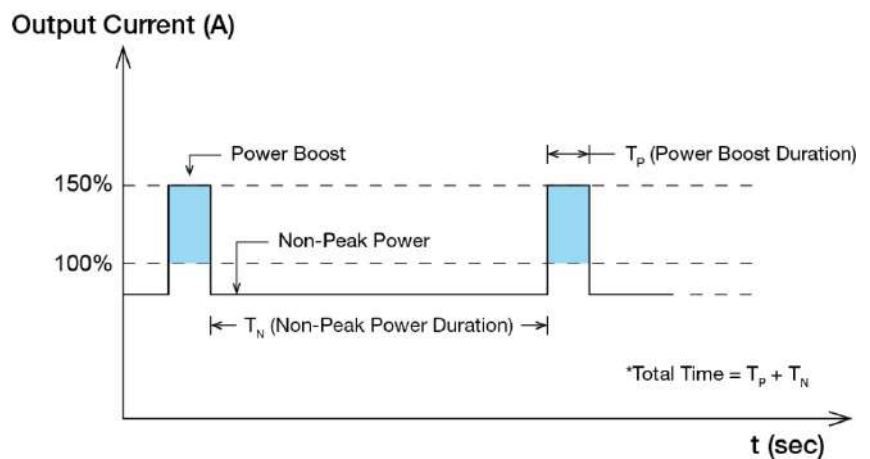 Output Current (A)
Power Boost
T_P (Power Boost Duration)
150%
Non-Peak Power
100%
T_N (Non-Peak Power Duration)
*Total Time = T_P + T_N
t (sec)